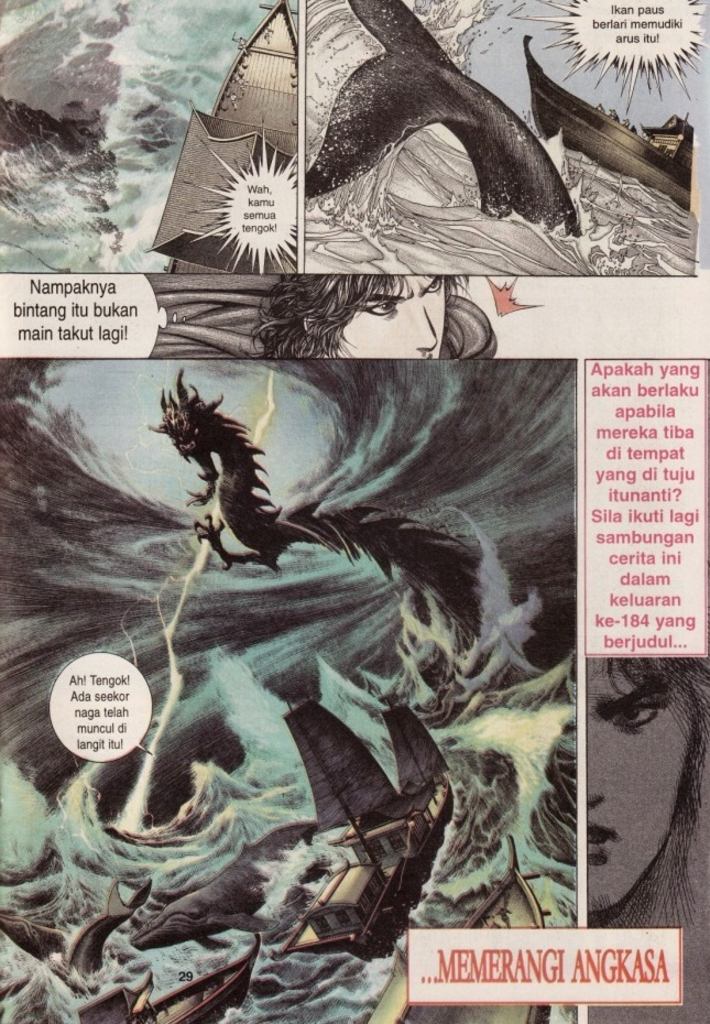 Wah,
kamu
semua
tengok!
Ikan paus
berlari memudiki
arus itu!
Nampaknya
bintang itu bukan
main takut lagi!
Apakah yang
akan berlaku
apabila
mereka tiba
di tempat
yang di tuju
itunanti?
Sila ikuti lagi
sambungan
cerita ini
dalam
keluaran
ke-184 yang
berjudul...
Ah! Tengok!
Ada seekor
naga telah
muncul di
langit itu!
...MEMERANGI ANGKASA
29